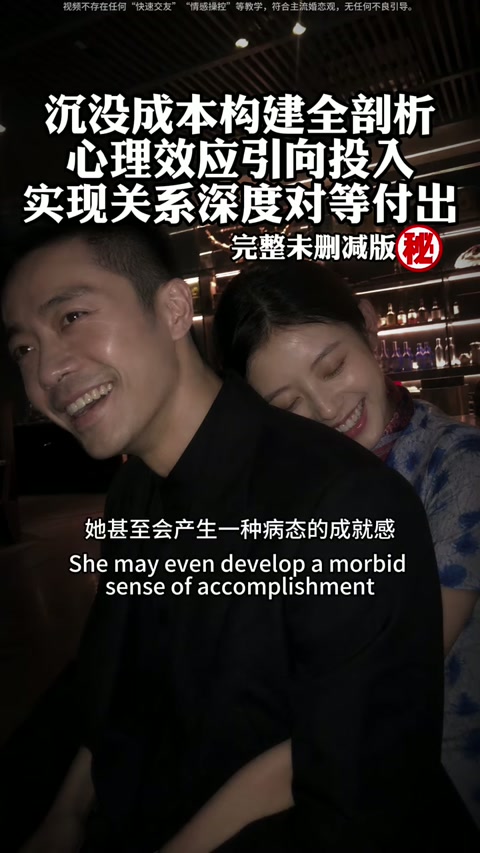 视频不存在任何“快速交友”“情感操控”等教学，符合主流婚恋观，无任何不良引导。
沉没成本构建全剖析
心理效应引向投入
实现关系深度对等付出
完整未删减版 秘
她甚至会产生一种病态的成就感
She may even develop a morbid
sense of accomplishment